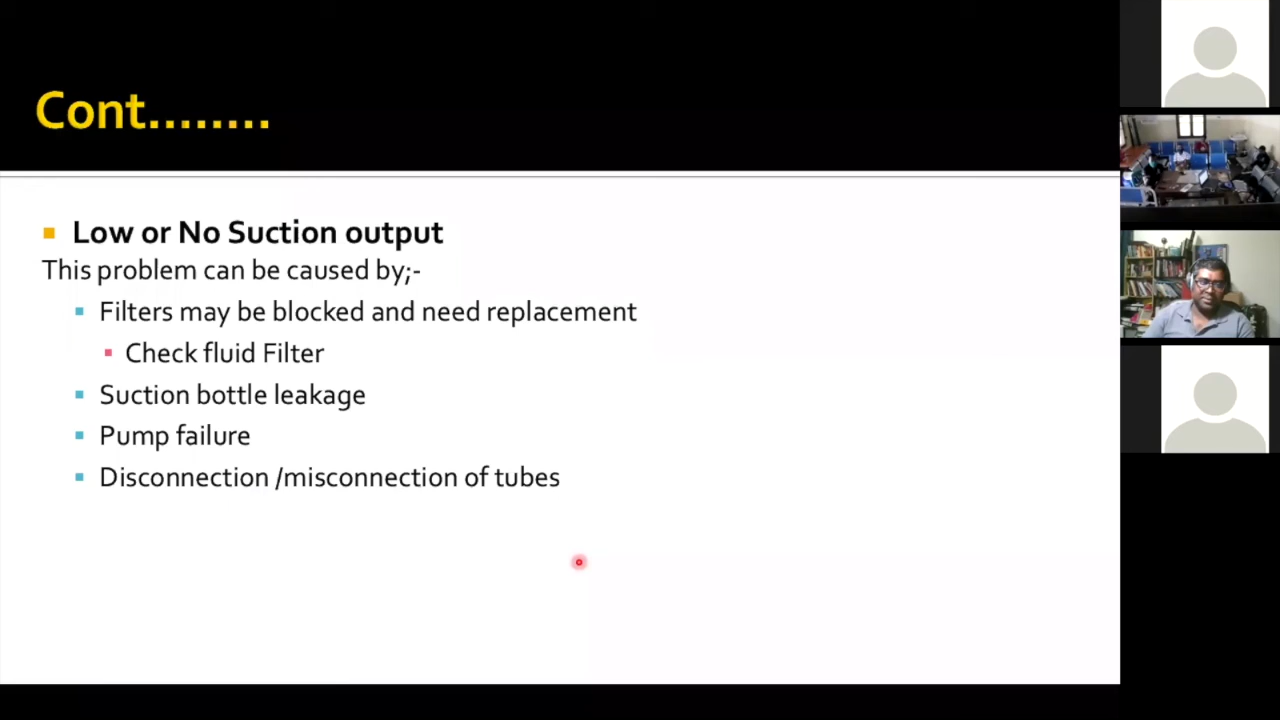 Cont........
Low or No Suction output
This problem can be caused by;-
Filters may be blocked and need replacement
Check fluid Filter
Suction bottle leakage
Pump failure
Disconnection /misconnection of tubes